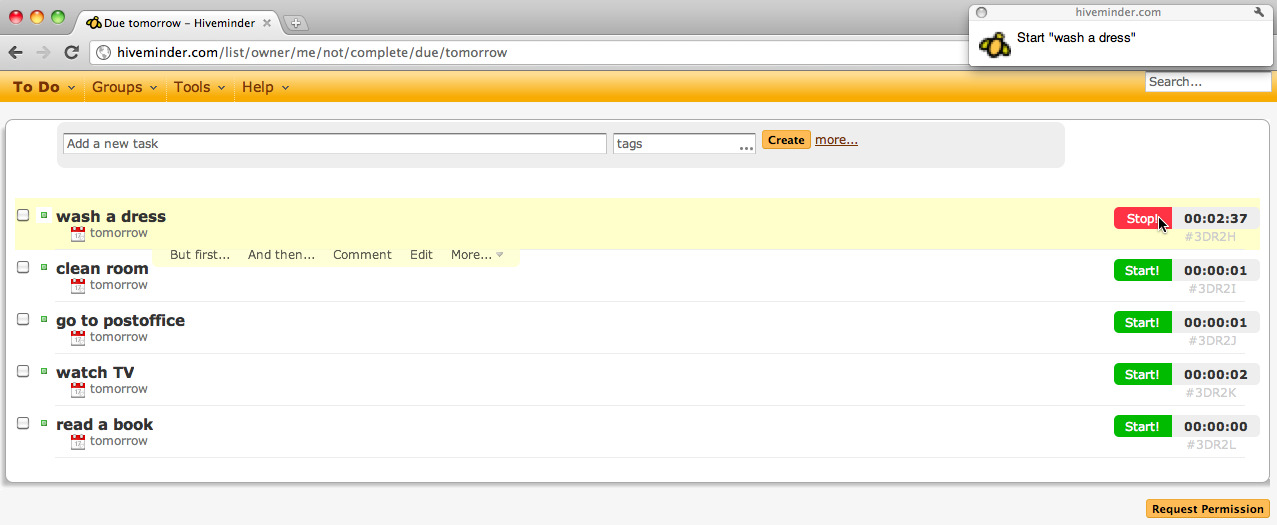 Due tomorrow – Hiveminder
hiveminder.com
hiveminder.com/list/owner/me/not/complete/due/tomorrow
Start "wash a dress"
To Do Groups Tools Help Search...
Add a new task tags ... Create more...
wash a dress Stop! 00:02:37
tomorrow #3DR2H
But first... And then... Comment Edit More...
clean room Start! 00:00:01
tomorrow #3DR2I
go to postoffice Start! 00:00:01
tomorrow #3DR2J
watch TV Start! 00:00:02
tomorrow #3DR2K
read a book Start! 00:00:00
tomorrow #3DR2L
Request Permission